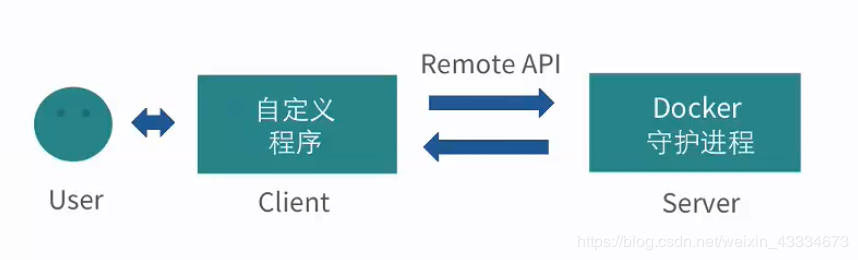 Remote API
自定义
程序
Docker
守护进程
User
Client
Server
https://blog.csdn.net/weixin_43334673